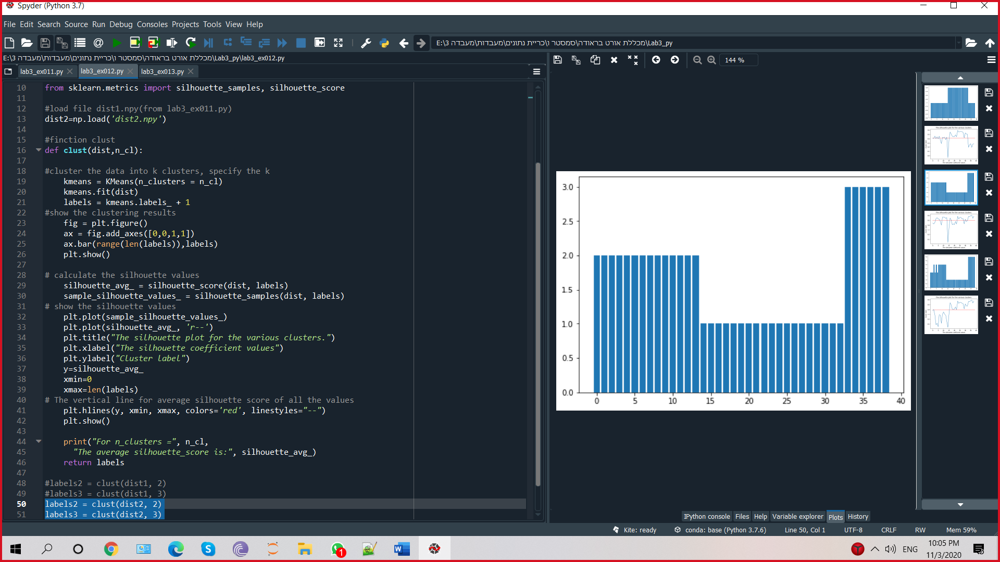 Spyder (Python 3.7)
File Edit Search Source Run Debug Consoles Projects Tools View Help
E:\מכללת אורט בראודה\סמסטר ו\כריית נתונים\מעבדות\מעבדה 3\Lab3_py
E:\מכללת אורט בראודה\סמסטר ו\כריית נתונים\מעבדות\מעבדה 3\Lab3_py\lab3_ex012.py
144 %
lab3_ex011.py lab3_ex012.py lab3_ex013.py
10 from sklearn.metrics import silhouette_samples, silhouette_score
11
12 #load file dist1.npy(from lab3_ex011.py)
13 dist2=np.load('dist2.npy')
14
15 #finction clust
16 def clust(dist,n_cl):
17
18 #cluster the data into k clusters, specify the k
19 kmeans = KMeans(n_clusters = n_cl)
20 kmeans.fit(dist)
21 labels = kmeans.labels_ + 1
22 #show the clustering results
23 fig = plt.figure()
24 ax = fig.add_axes([0,0,1,1])
25 ax.bar(range(len(labels)),labels)
26 plt.show()
27
28 # calculate the silhouette values
29 silhouette_avg_ = silhouette_score(dist, labels)
30 sample_silhouette_values_ = silhouette_samples(dist, labels)
31 # show the silhouette values
32 plt.plot(sample_silhouette_values_)
33 plt.plot(silhouette_avg_, 'r--')
34 plt.title("The silhouette plot for the various clusters.")
35 plt.xlabel("The silhouette coefficient values")
36 plt.ylabel("Cluster label")
37 y=silhouette_avg_
38 xmin=0
39 xmax=len(labels)
40 # The vertical line for average silhouette score of all the values
41 plt.hlines(y, xmin, xmax, colors='red', linestyles="--")
42 plt.show()
43
44 print("For n_clusters =", n_cl,
45 "The average silhouette_score is:", silhouette_avg_)
46 return labels
47
48 #labels2 = clust(dist1, 2)
49 #labels3 = clust(dist1, 3)
50 labels2 = clust(dist2, 2)
51 labels3 = clust(dist2, 3)
3.0
2.5
2.0
1.5
1.0
0.5
0.0
0 5 10 15 20 25 30 35 40
IPython console Files Help Variable explorer Plots History
Kite: ready conda: base (Python 3.7.6) Line 50, Col 1 UTF-8 CRLF RW Mem 59%
1
ENG
10:05 PM
11/3/2020